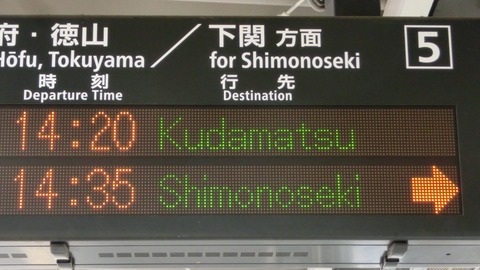 府・徳山／下関 方面 5
Hōfu, Tokuyama for Shimonoseki
時刻 行先
Departure Time Destination
14:20 Kudamatsu
14:35 Shimonoseki →